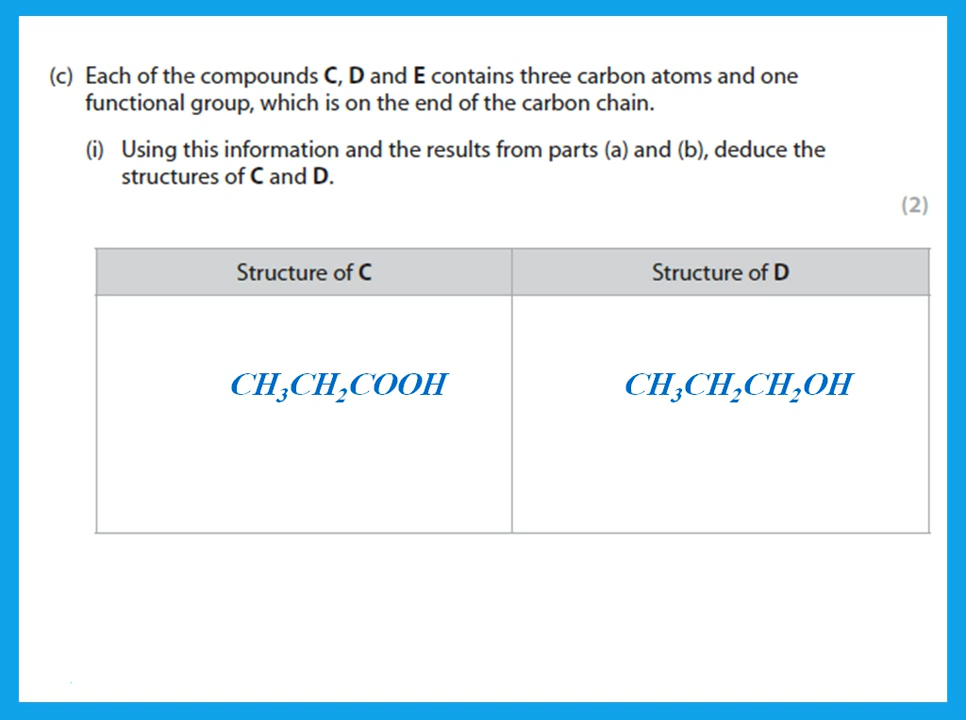 (c) Each of the compounds C, D and E contains three carbon atoms and one
functional group, which is on the end of the carbon chain.
(i) Using this information and the results from parts (a) and (b), deduce the
structures of C and D.
(2)
Structure of C Structure of D
CH₃CH₂COOH CH₃CH₂CH₂OH